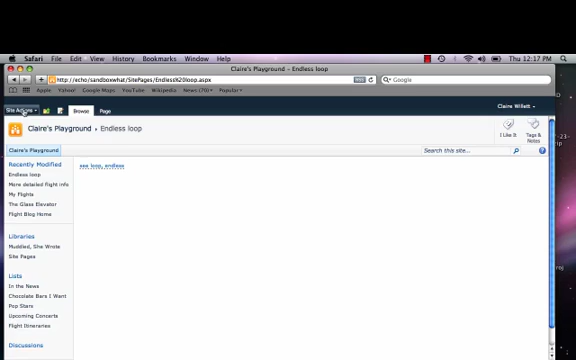 Safari File Edit View History Bookmarks Window Help Thu 12:17 PM
Claire's Playground - Endless loop
http://echo/sandboxwhat/SitePages/Endless%20loop.aspx RSS Google
Apple Yahoo! Google Maps YouTube Wikipedia News (79) Popular
Site Actions Browse Page Claire Willett
Claire's Playground Endless loop
I Like It Tags & Notes
Claire's Playground Search this site...
Recently Modified
see loop, endless
Endless loop
More detailed flight info
My Flights
The Glass Elevator
Flight Blog Home
Libraries
Muddied, She Wrote
Site Pages
Lists
In the News
Chocolate Bars I Want
Pop Stars
Upcoming Concerts
Flight Itineraries
Discussions